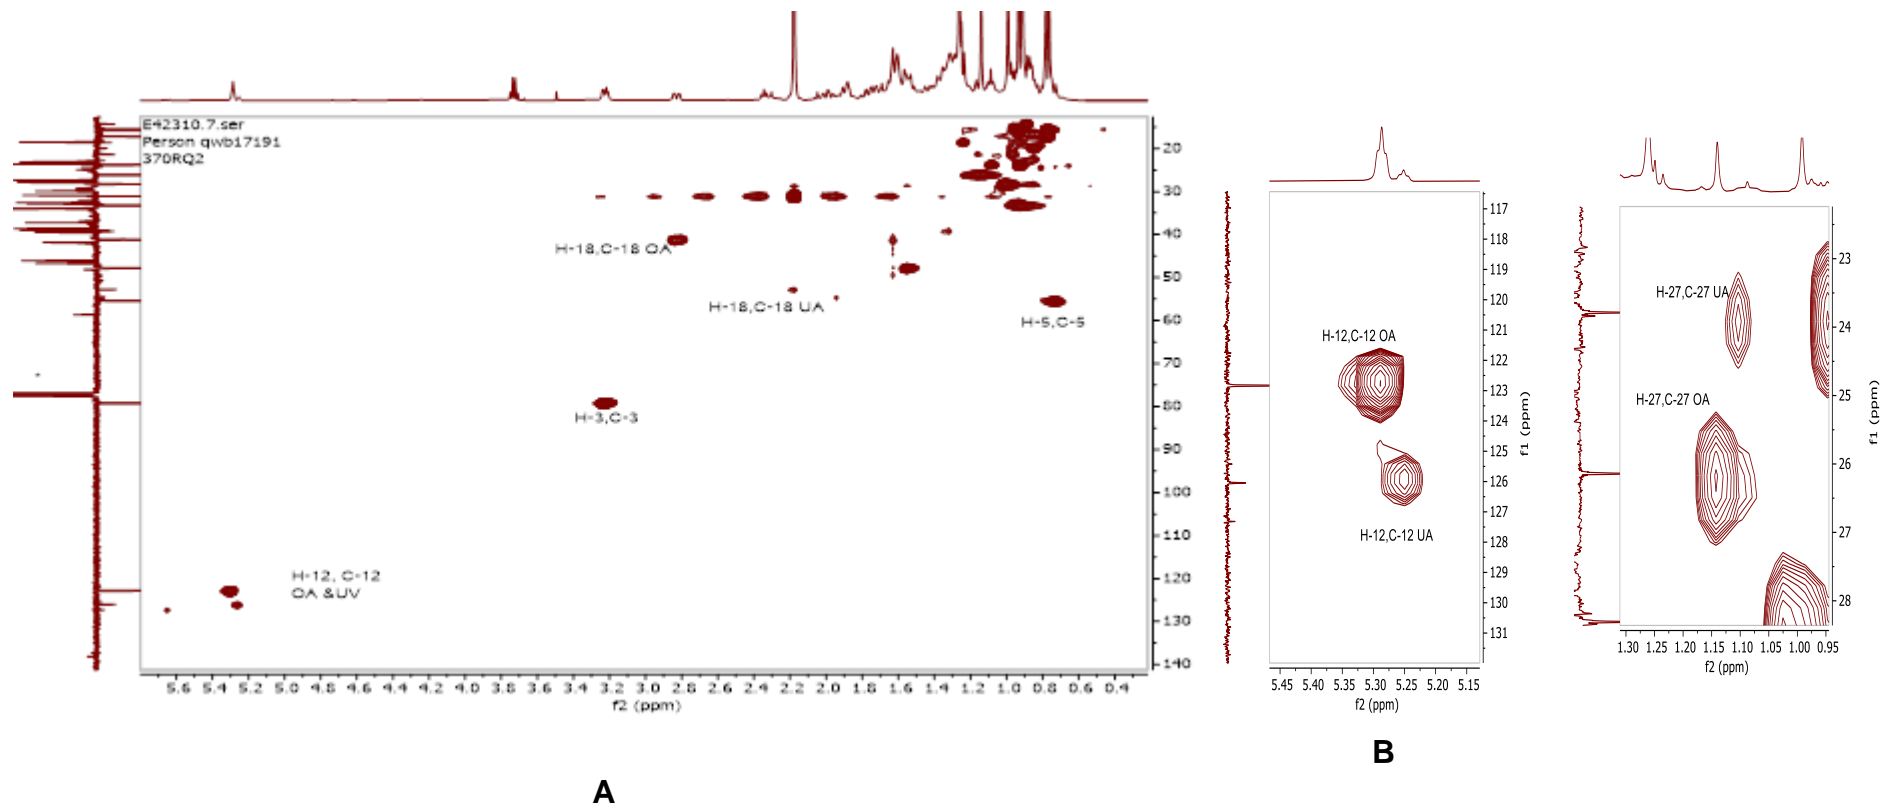 E42310.7.ser
Person qwb17191
370RQ2
H-18,C-18 OA
H-18,C-18 UA
H-5,C-5
H-3,C-3
H-12, C-12
OA &UV
20
30
40
50
60
70
80
90
100
110
120
130
140
5.6 5.4 5.2 5.0 4.8 4.6 4.4 4.2 4.0 3.8 3.6 3.4 3.2 3.0 2.8 2.6 2.4 2.2 2.0 1.8 1.6 1.4 1.2 1.0 0.8 0.6 0.4
f2 (ppm)
A
H-12,C-12 OA
H-12,C-12 UA
117
118
119
120
121
122
123
124
125
126
127
128
129
130
131
f1 (ppm)
5.45 5.40 5.35 5.30 5.25 5.20 5.15
f2 (ppm)
B
H-27,C-27 UA
H-27,C-27 OA
23
24
25
26
27
28
f1 (ppm)
1.30 1.25 1.20 1.15 1.10 1.05 1.00 0.95
f2 (ppm)